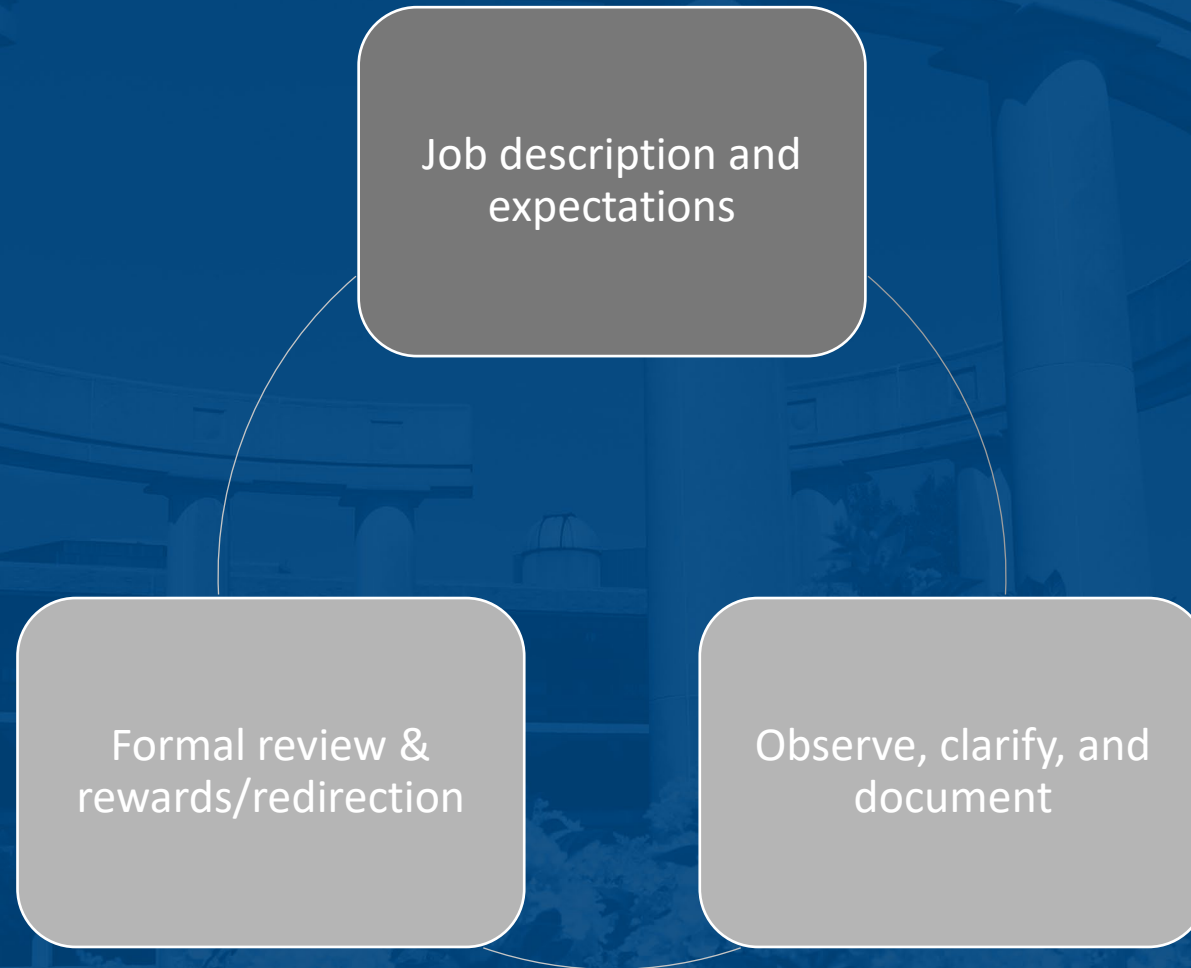 Job description and
expectations
Formal review &
rewards/redirection
Observe, clarify, and
document